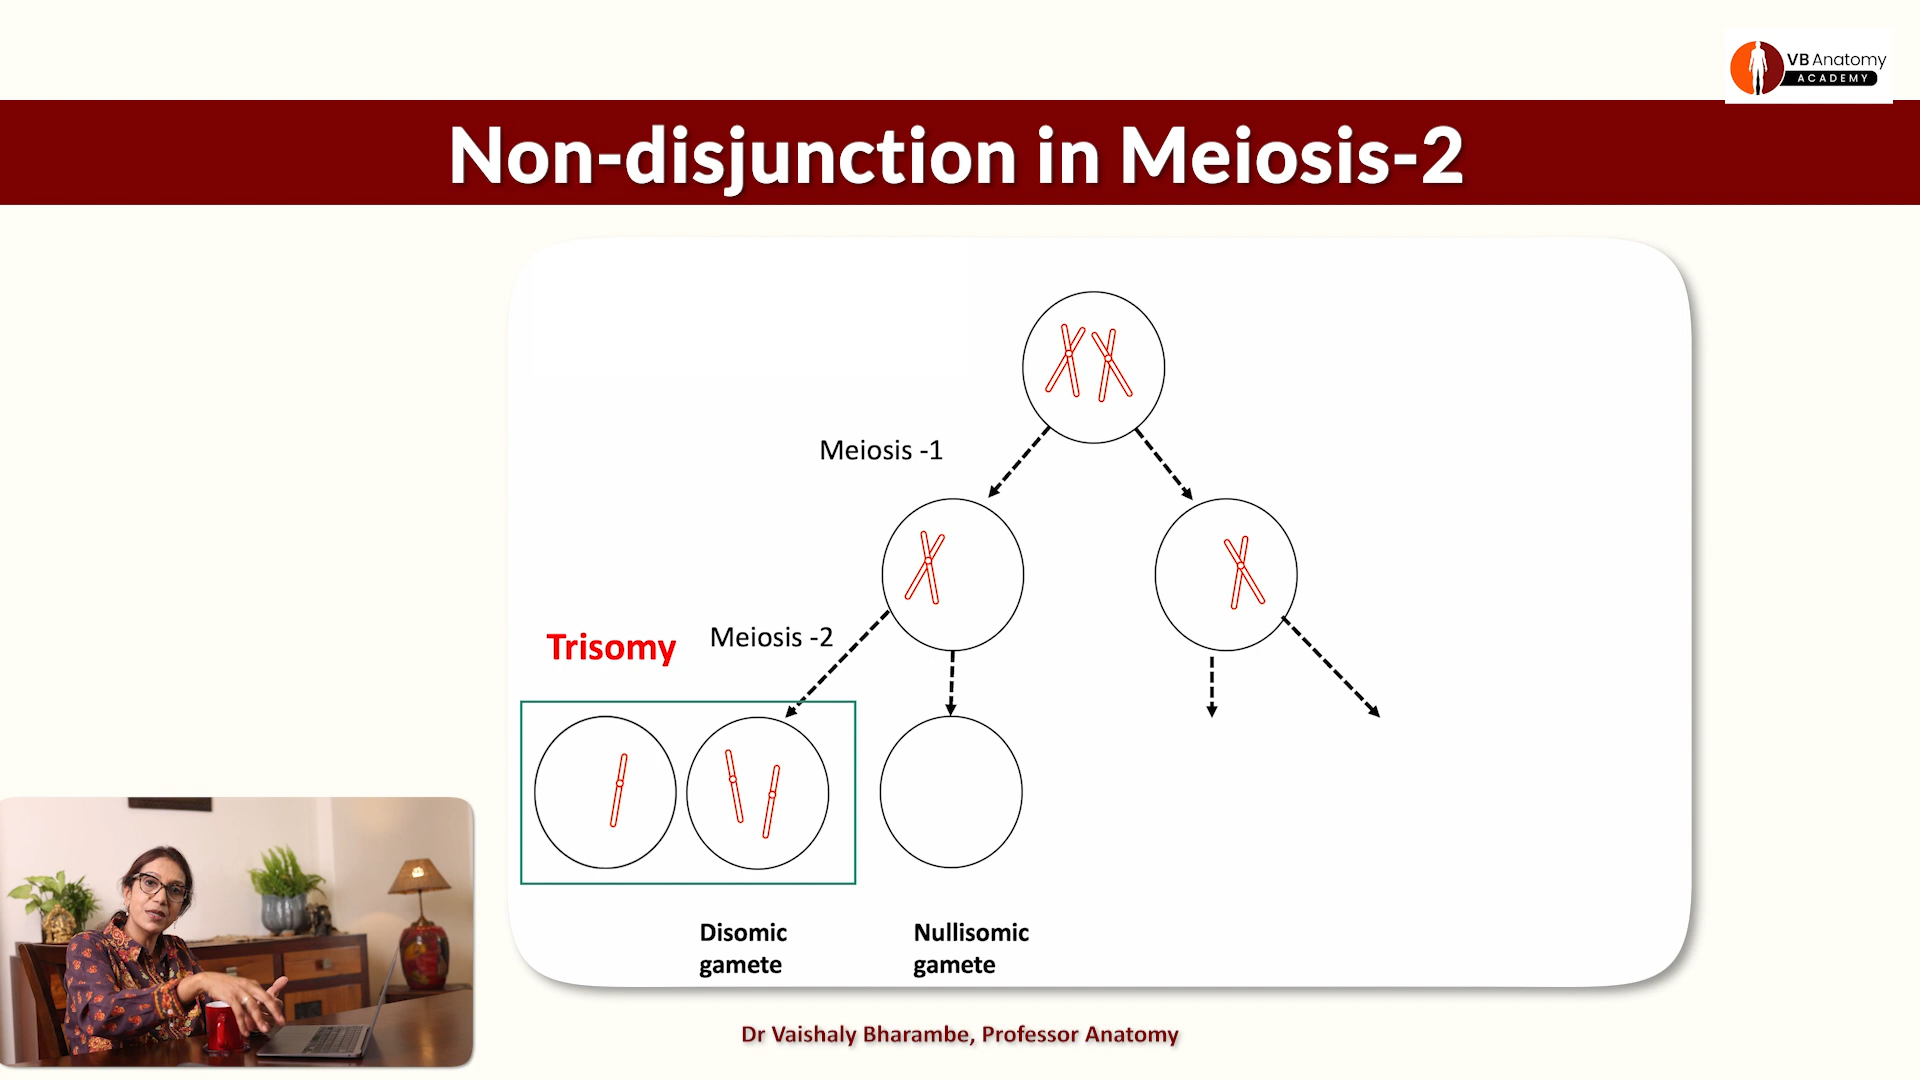 VB Anatomy
ACADEMY
Non-disjunction in Meiosis-2
Meiosis -1
Trisomy
Meiosis -2
Disomic
gamete
Nullisomic
gamete
Dr Vaishaly Bharambe, Professor Anatomy